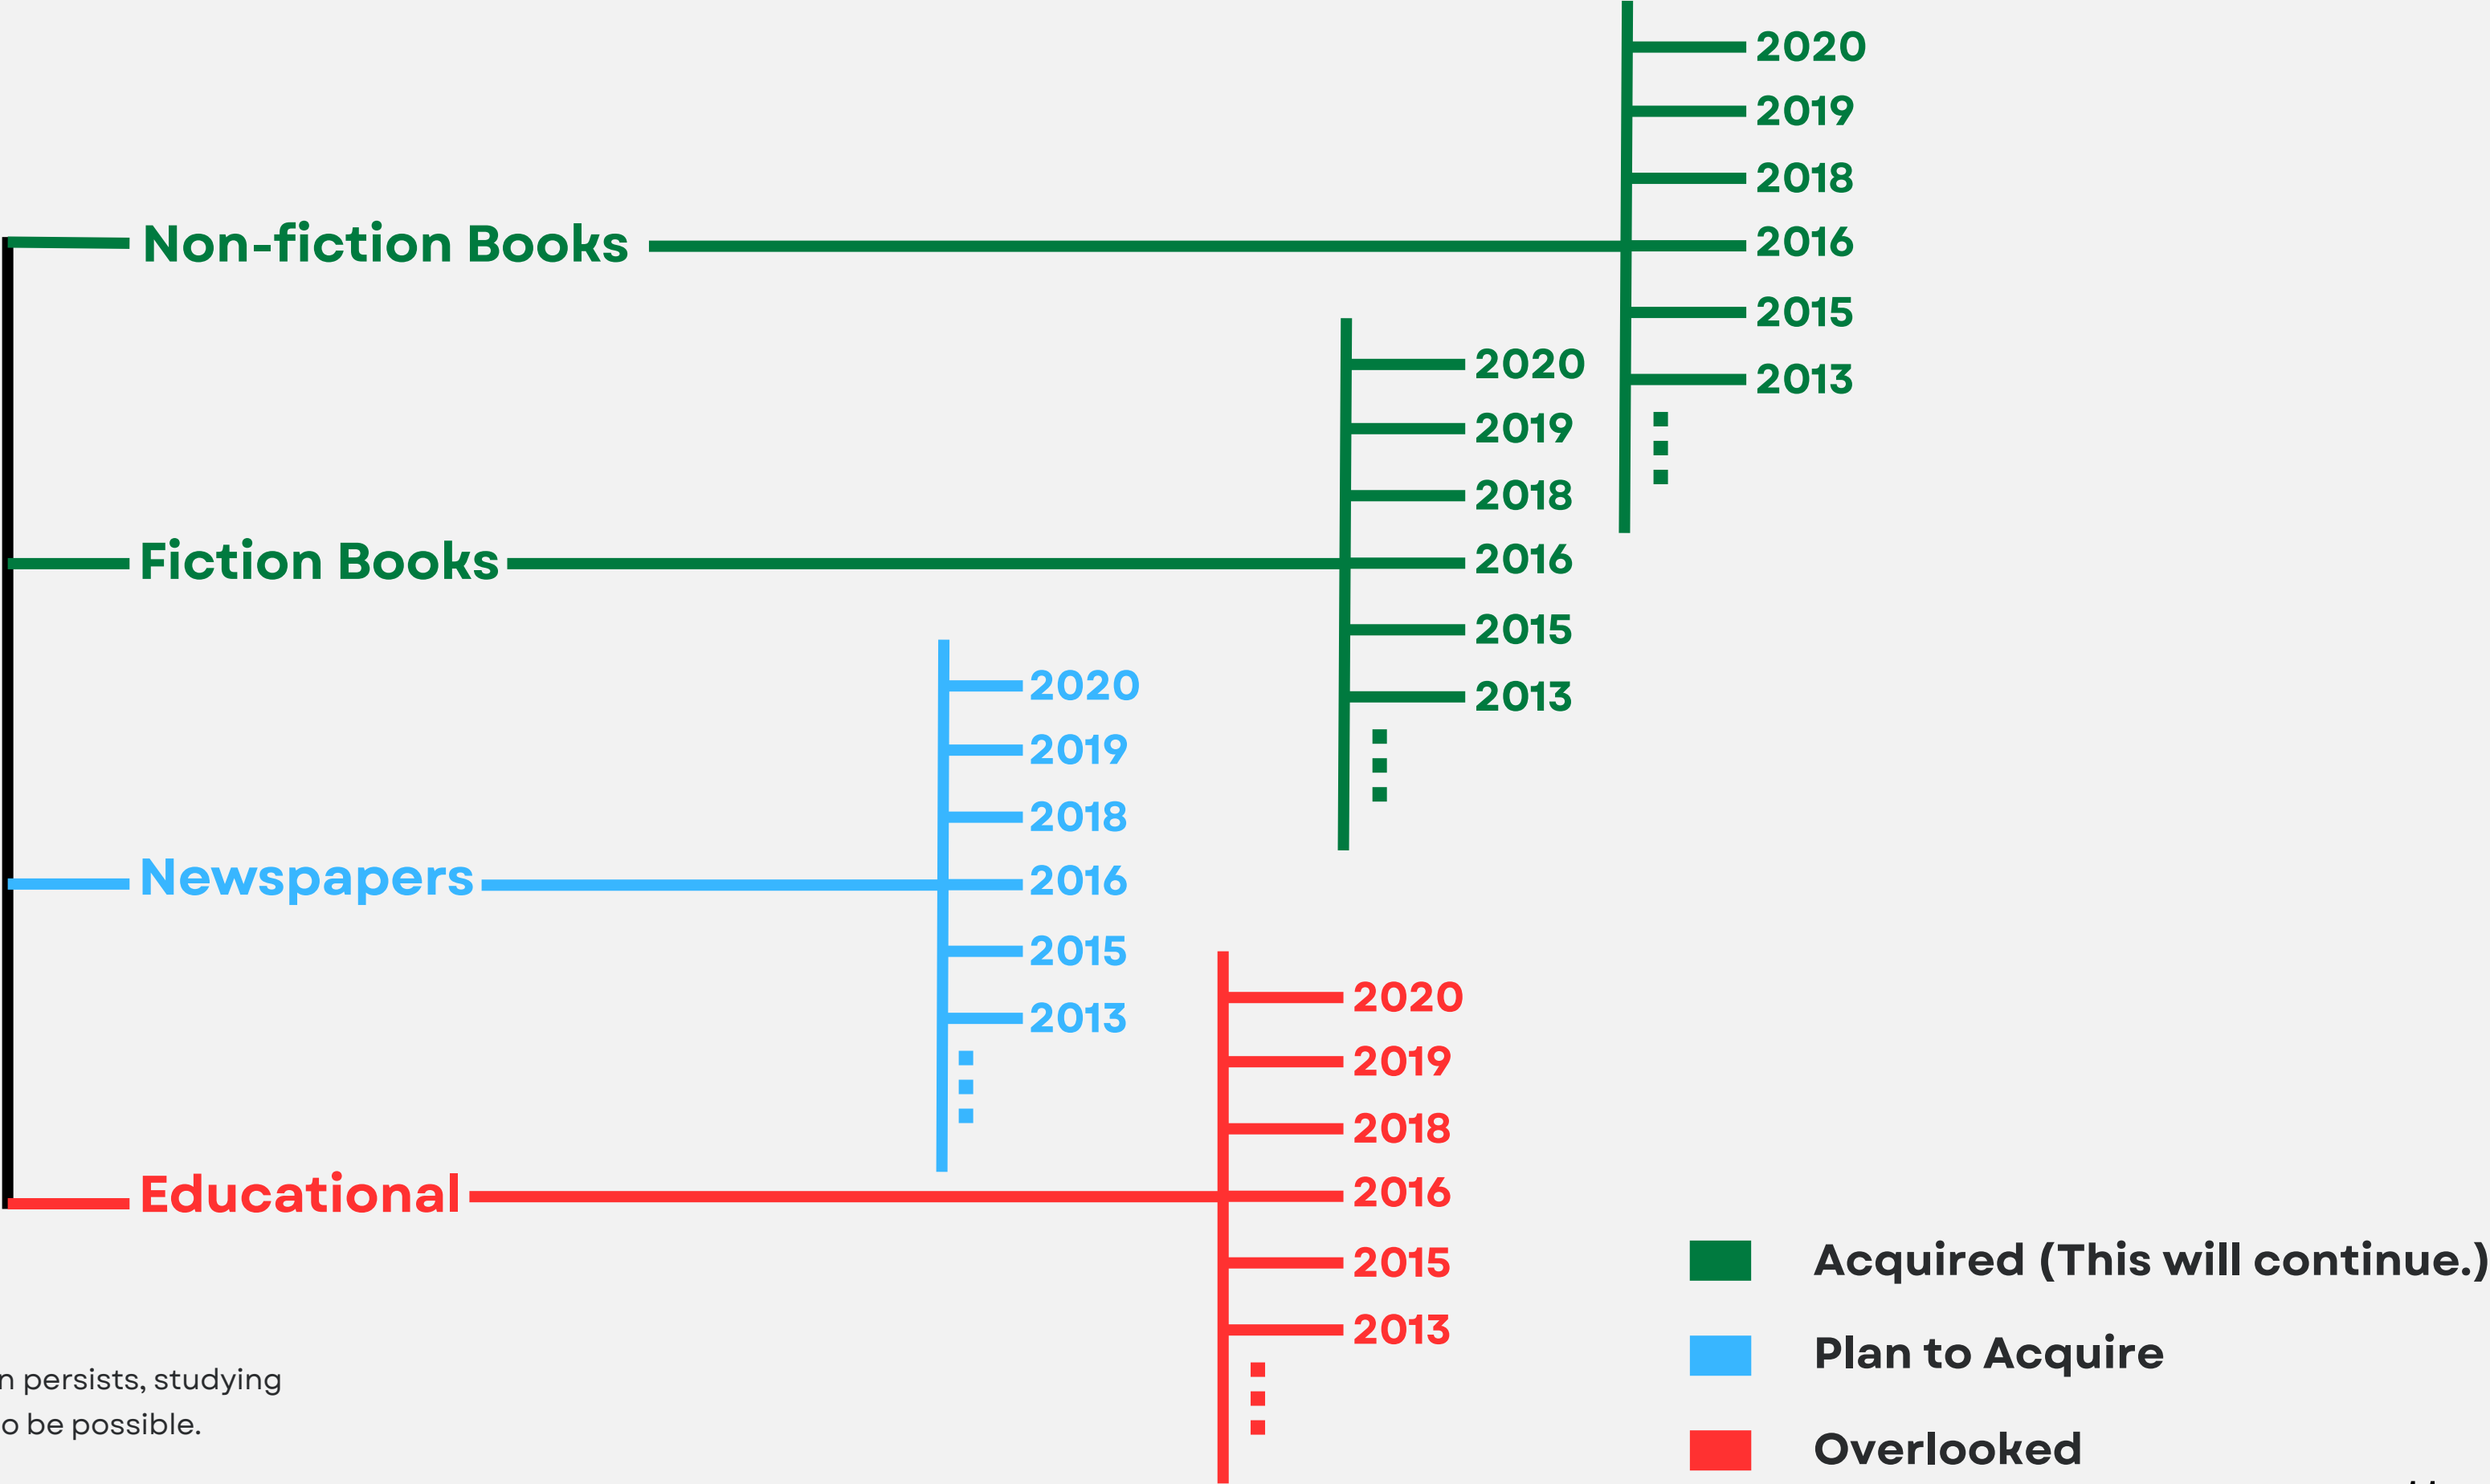 Non-fiction Books
2020
2019
2018
2016
2015
2013
Fiction Books
2020
2019
2018
2016
2015
2013
Newspapers
2020
2019
2018
2016
2015
2013
Educational
2020
2019
2018
2016
2015
2013
persists, studying
be possible.
Acquired (This will continue.)
Plan to Acquire
Overlooked